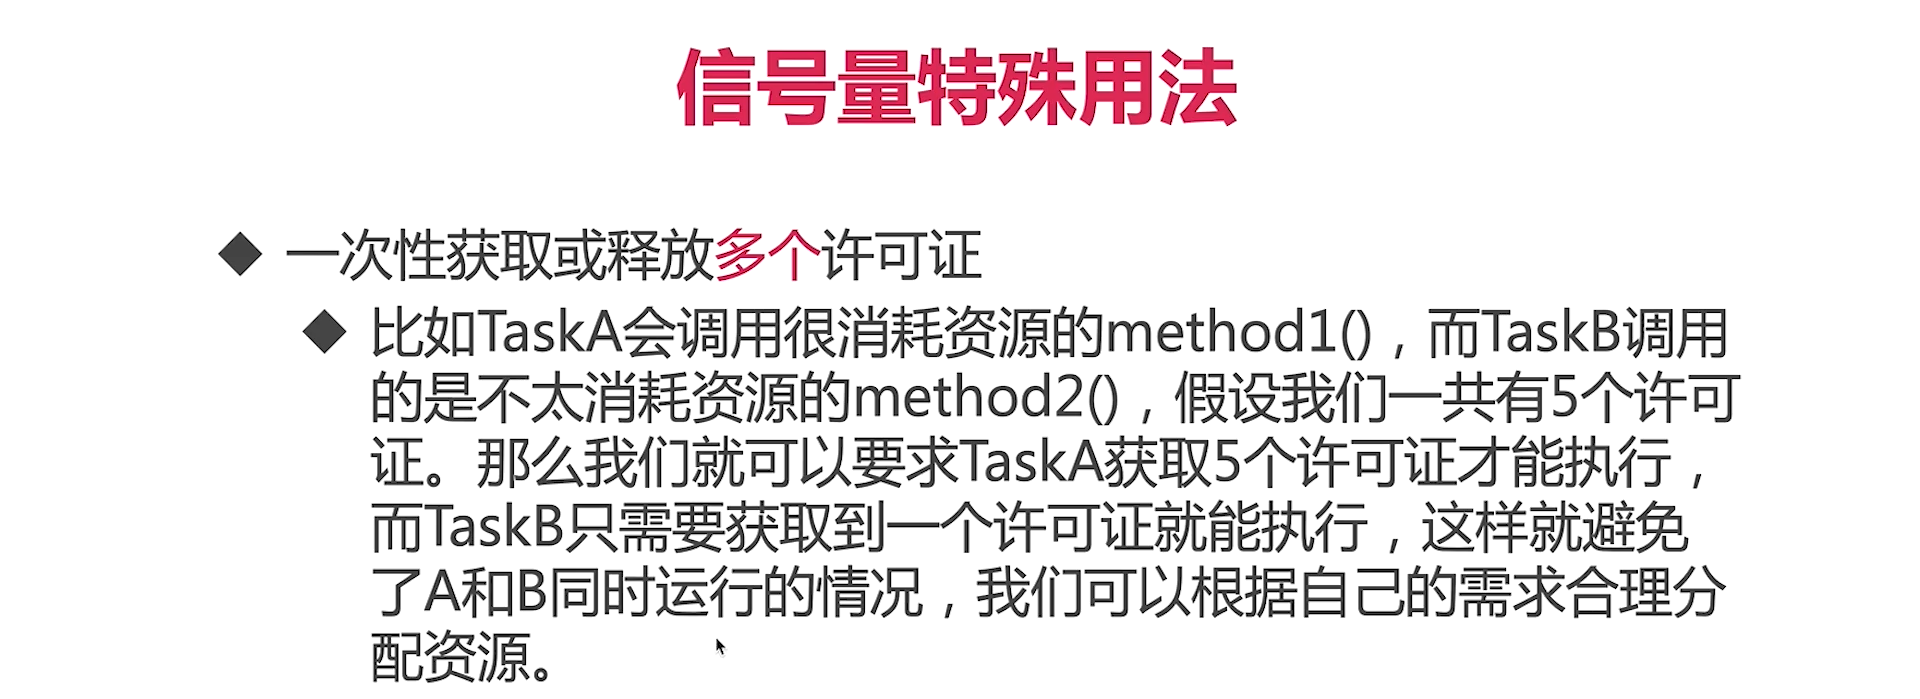 信号量特殊用法
一次性获取或释放多个许可证
比如TaskA会调用很消耗资源的method1()，而TaskB调用
的是不太消耗资源的method2()，假设我们一共有5个许可
证。那么我们就可以要求TaskA获取5个许可证才能执行，
而TaskB只需要获取到一个许可证就能执行，这样就避免
了A和B同时运行的情况，我们可以根据自己的需求合理分
配资源。